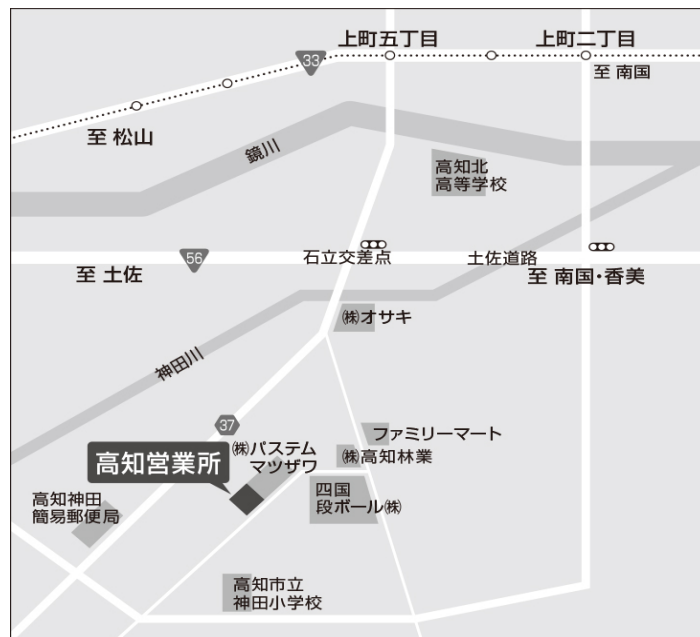 上町五丁目
上町二丁目
33
至 南国
至 松山
鏡川
高知北
高等学校
56
至 土佐
石立交差点
土佐道路
至 南国・香美
㈱オサキ
神田川
37
ファミリーマート
㈱パステム
マツザワ
㈱高知林業
高知営業所
四国
段ボール㈱
高知神田
簡易郵便局
高知市立
神田小学校